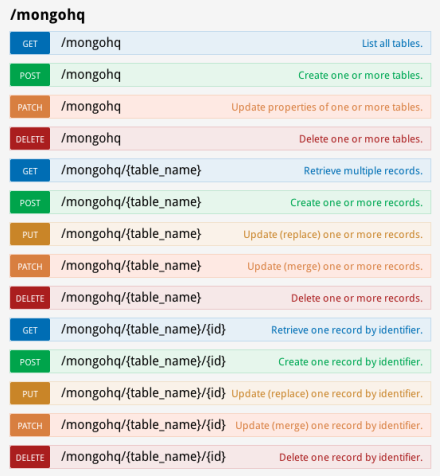 /mongohq
GET /mongohq List all tables.
POST /mongohq Create one or more tables.
PATCH /mongohq Update properties of one or more tables.
DELETE /mongohq Delete one or more tables.
GET /mongohq/{table_name} Retrieve multiple records.
POST /mongohq/{table_name} Create one or more records.
PUT /mongohq/{table_name} Update (replace) one or more records.
PATCH /mongohq/{table_name} Update (merge) one or more records.
DELETE /mongohq/{table_name} Delete one or more records.
GET /mongohq/{table_name}/{id} Retrieve one record by identifier.
POST /mongohq/{table_name}/{id} Create one record by identifier.
PUT /mongohq/{table_name}/{id} Update (replace) one record by identifier.
PATCH /mongohq/{table_name}/{id} Update (merge) one record by identifier.
DELETE /mongohq/{table_name}/{id} Delete one record by identifier.